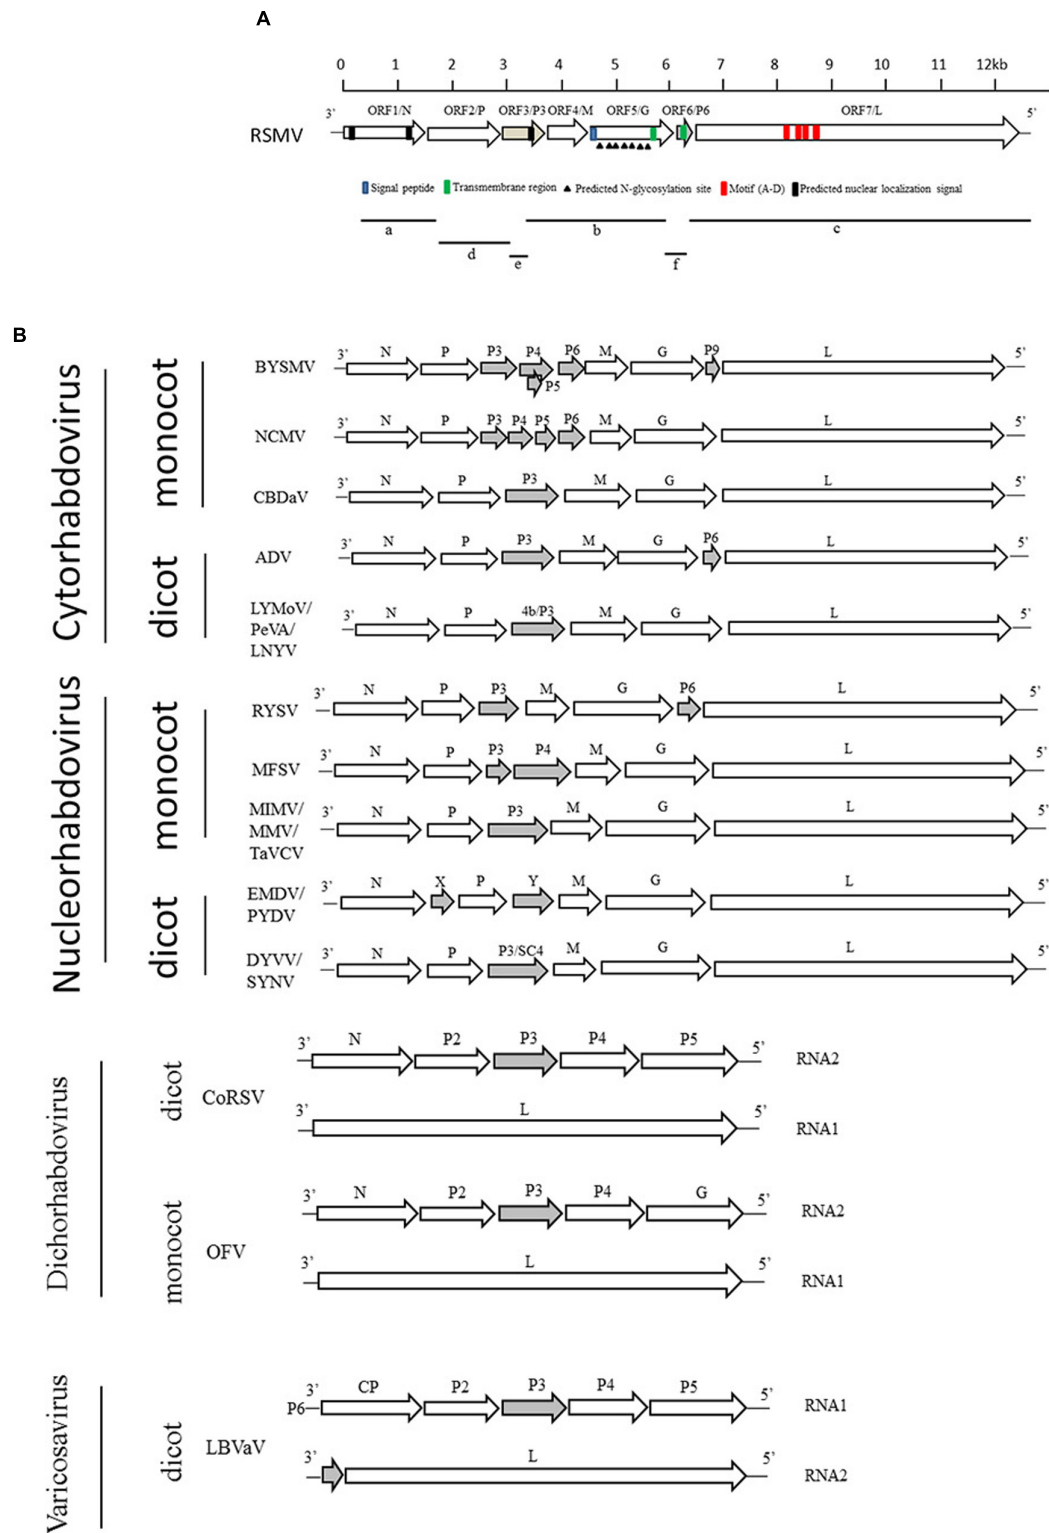 A
0 1 2 3 4 5 6 7 8 9 10 11 12kb
3’ ORF1/N ORF2/P ORF3/P3 ORF4/M ORF5/G ORF6/P6 ORF7/L 5’
RSMV
Signal peptide Transmembrane region Predicted N-glycosylation site Motif (A-D) Predicted nuclear localization signal
a b c
d e f
B
Cytorhabdovirus
monocot
3’ N P P3 P4 P6 M G P9 L 5’
BYSMV
P5
3’ N P P3 P4 P5 P6 M G L 5’
NCMV
3’ N P P3 M G L 5’
CBDaV
dicot
3’ N P P3 M G P6 L 5’
ADV
3’ N P 4b/P3 M G L 5’
LYMoV/
PeVA/
LNYV
Nucleorhabdovirus
monocot
3’ N P P3 M G P6 L 5’
RYSV
3’ N P P3 P4 M G L 5’
MFSV
3’ N P P3 M G L 5’
MIMV/
MMV/
TaVCV
dicot
3’ N X P Y M G L 5’
EMDV/
PYDV
3’ N P P3/SC4 M G L 5’
DYVV/
SYNV
Dichorhabdovirus
dicot
CoRSV
3’ N P2 P3 P4 P5 5’ RNA2
3’ L 5’ RNA1
monocot
OFV
3’ N P2 P3 P4 G 5’ RNA2
3’ L 5’ RNA1
Varicosavirus
dicot
LBVaV
3’ CP P2 P3 P4 P5 5’ RNA1
P6
3’ L 5’ RNA2